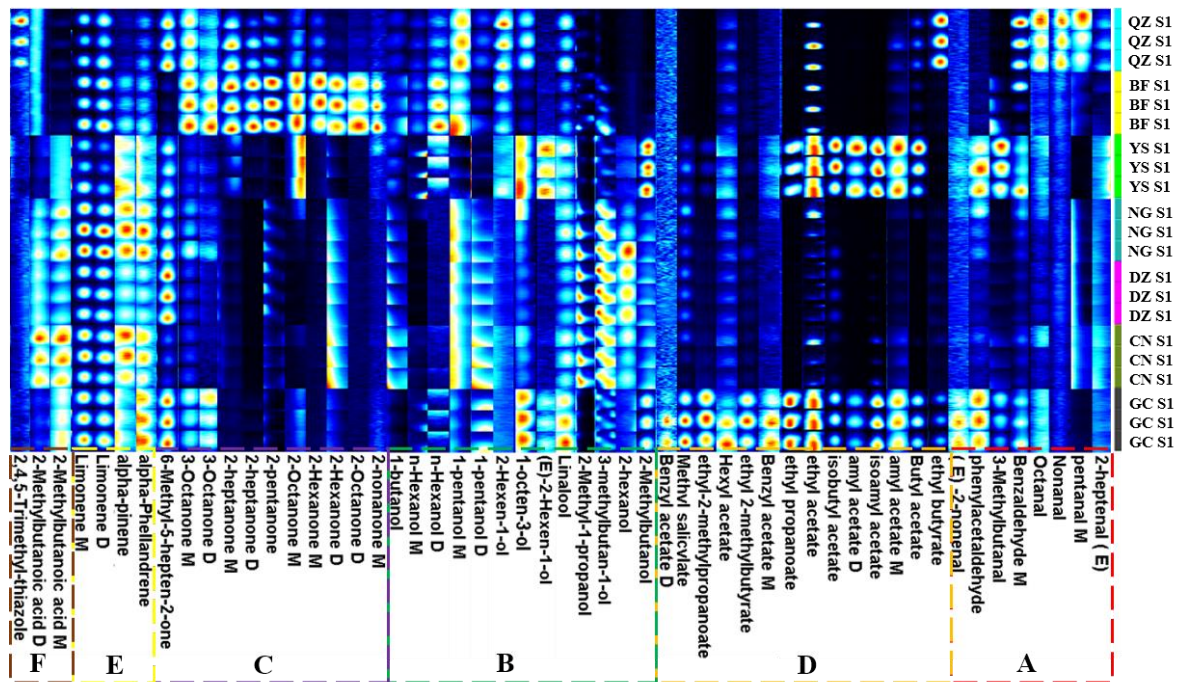 QZ S1
QZ S1
QZ S1
BF S1
BF S1
BF S1
YS S1
YS S1
YS S1
NG S1
NG S1
NG S1
DZ S1
DZ S1
DZ S1
CN S1
CN S1
CN S1
GC S1
GC S1
GC S1
2,4,5-Trimethyl-thiazole
2-Methylbutanoic acid D
2-Methylbutanoic acid M
Limonene M
Limonene D
alpha-pinene
alpha-Phellandrene
6-Methyl-5-hepten-2-one
3-Octanone M
3-Octanone D
2-heptanone M
2-heptanone D
2-pentanone
2-Octanone M
2-Hexanone M
2-Hexanone D
2-Octanone D
2-nonanone M
1-butanol
n-Hexanol M
n-Hexanol D
1-pentanol M
1-pentanol D
2-Hexen-1-ol
1-octen-3-ol
(E)-2-Hexen-1-ol
Linalool
2-Methyl-1-propanol
3-methylbutan-1-ol
2-hexanol
2-Methylbutanol
Benzyl acetate D
Methyl salicylate
ethyl-2-methylpropanoate
Hexyl acetate
ethyl 2-methylbutyrate
Benzyl acetate M
ethyl propanoate
ethyl acetate
isobutyl acetate
amyl acetate D
isoamyl acetate
amyl acetate M
Butyl acetate
ethyl butyrate
( E) -2-nonenal
phenylacetaldehyde
3-Methylbutanal
Benzaldehyde M
Octanal
Nonanal
pentanal M
2-heptenal ( E)
F
E
C
B
D
A